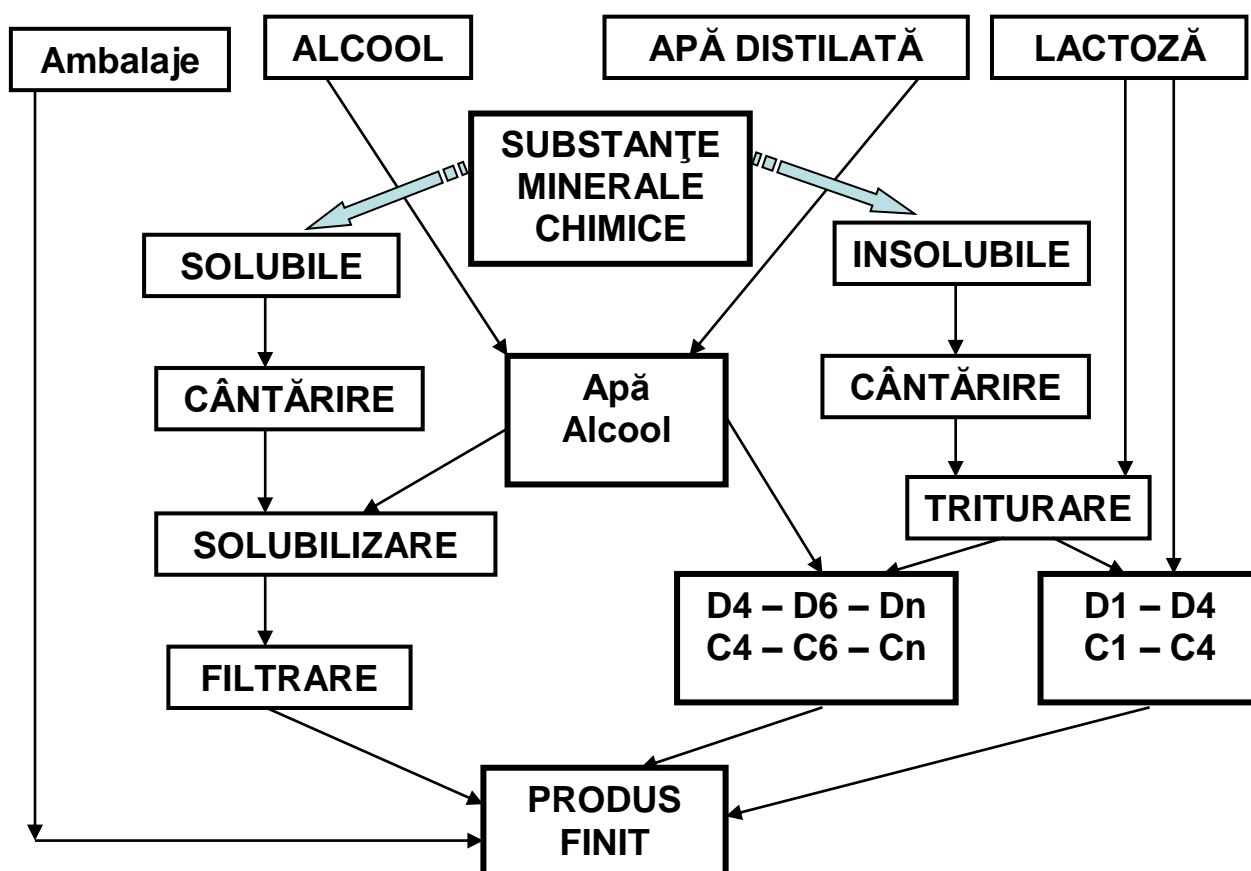 Ambalaje
ALCOOL
APĂ DISTILATĂ
LACTOZĂ
SUBSTANŢE
MINERALE
CHIMICE
SOLUBILE
INSOLUBILE
CÂNTĂRIRE
Apă
Alcool
CÂNTĂRIRE
SOLUBILIZARE
TRITURARE
D4 – D6 – Dn
C4 – C6 – Cn
D1 – D4
C1 – C4
FILTRARE
PRODUS
FINIT